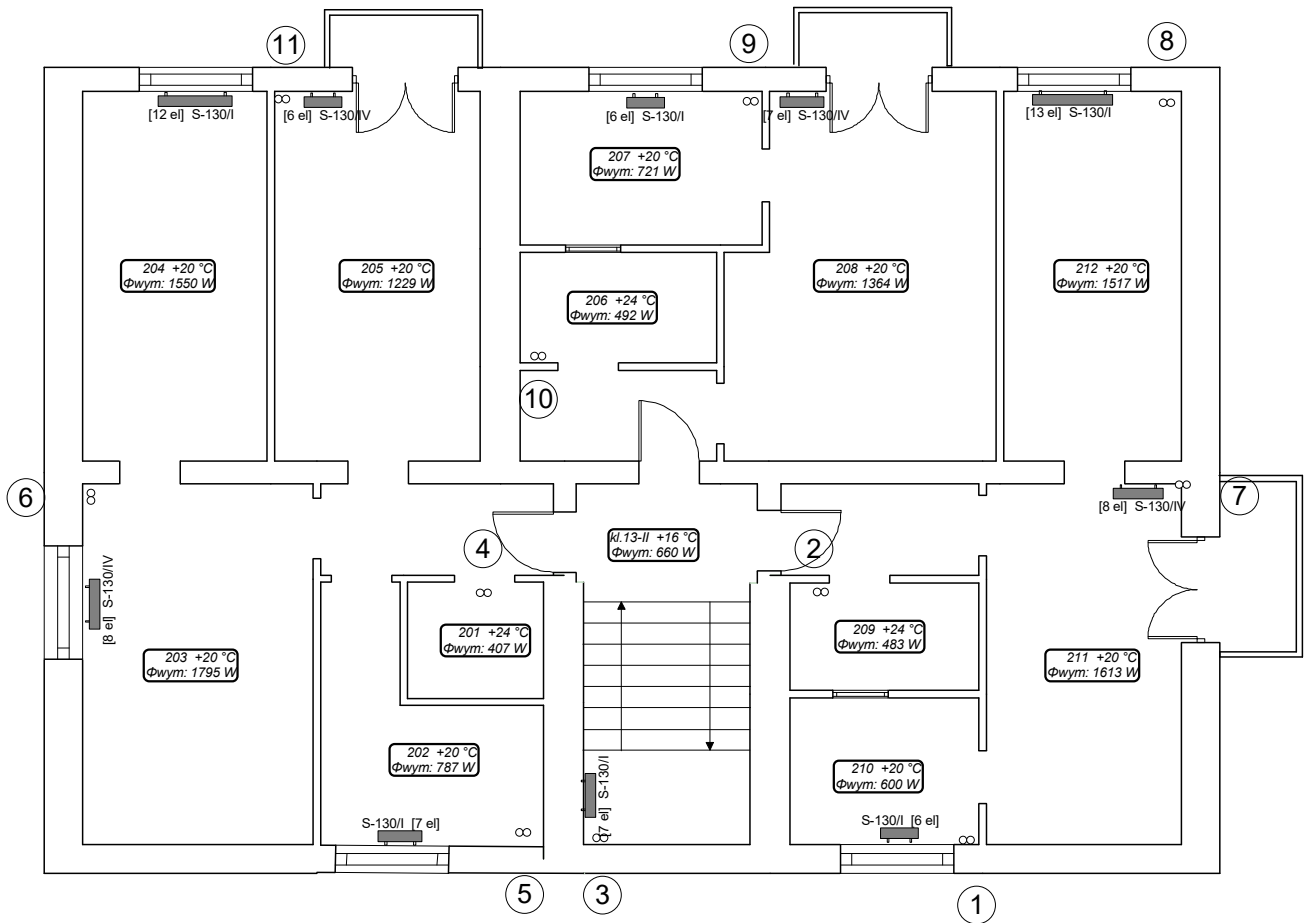 11
9
8
[12 el]  S-130/I
[6 el]  S-130/IV
[6 el]  S-130/I
[7 el]  S-130/IV
[13 el]  S-130/I
207  +20 °C
Φwym: 721 W
204  +20 °C
Φwym: 1550 W
205  +20 °C
Φwym: 1229 W
206  +24 °C
Φwym: 492 W
208  +20 °C
Φwym: 1364 W
212  +20 °C
Φwym: 1517 W
10
6
7
[8 el]  S-130/IV
4
kl.13-II  +16 °C
Φwym: 660 W
2
[8 el]  S-130/IV
203  +20 °C
Φwym: 1795 W
201  +24 °C
Φwym: 407 W
209  +24 °C
Φwym: 483 W
211  +20 °C
Φwym: 1613 W
202  +20 °C
Φwym: 787 W
[7 el]  S-130/I
210  +20 °C
Φwym: 600 W
S-130/I  [7 el]
S-130/I  [6 el]
5
3
1